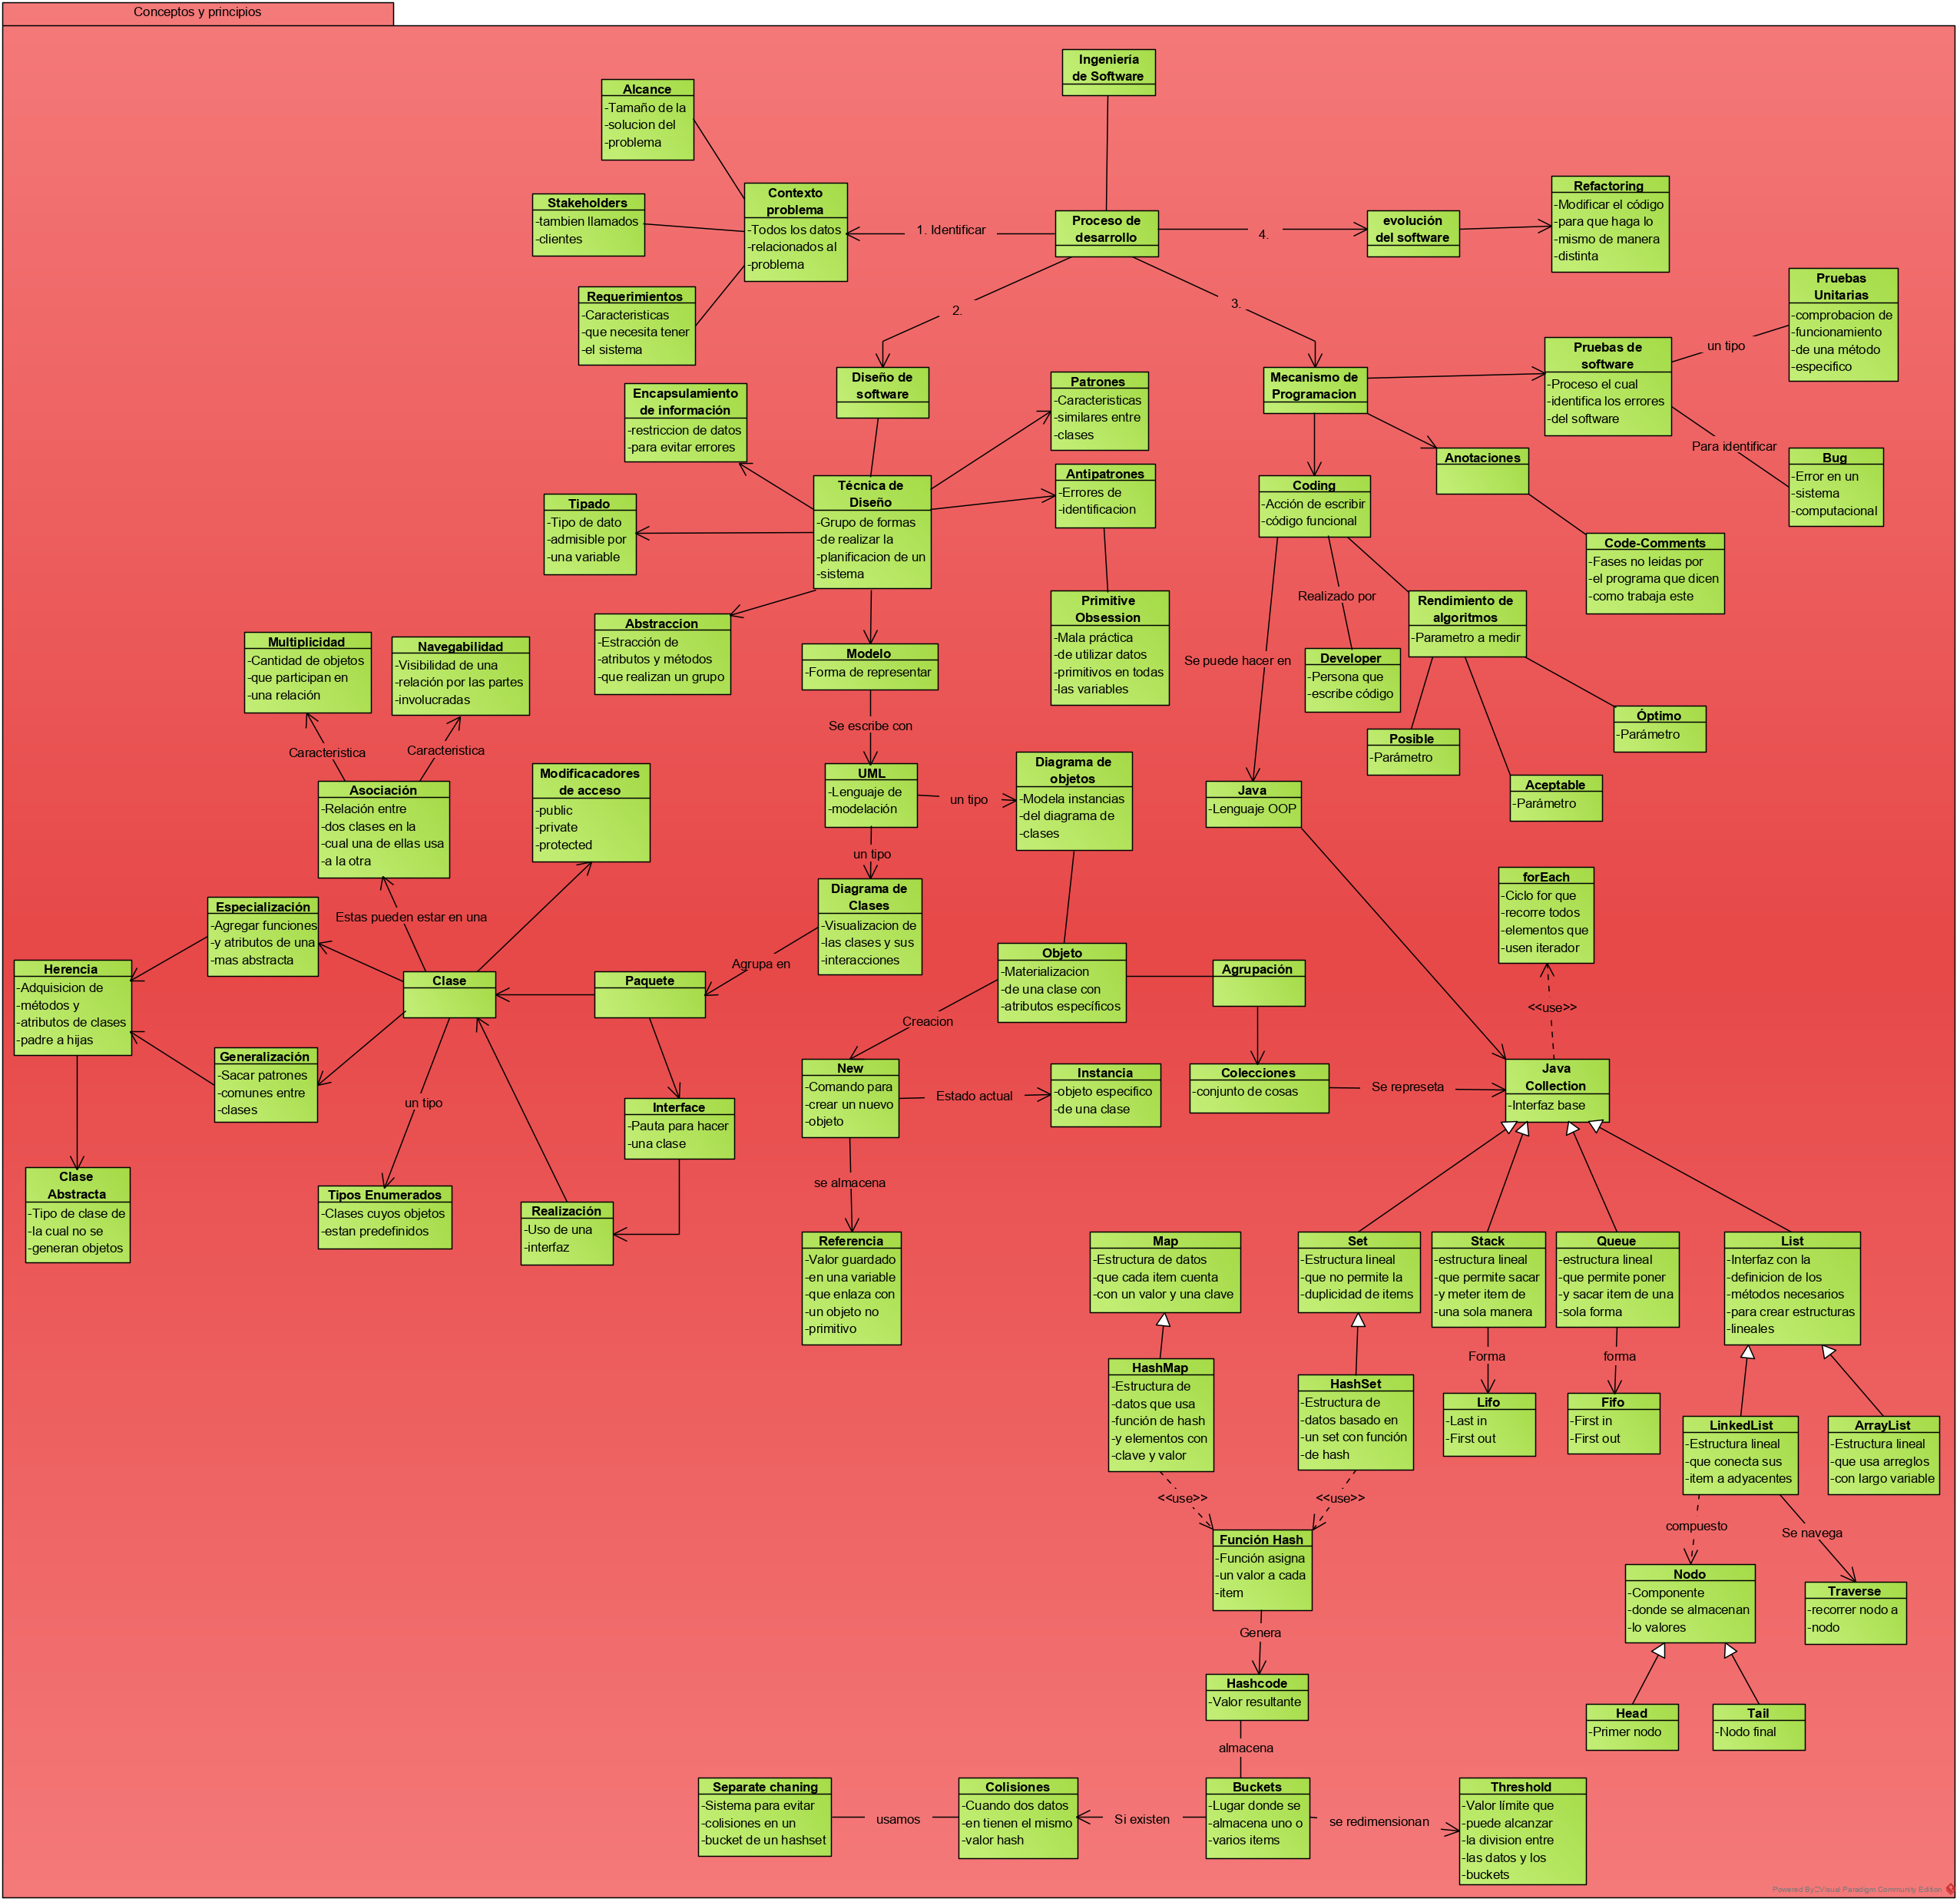 Conceptos y principios
Ingeniería
de Software
Alcance
-Tamaño de la
-solucion del
-problema
Stakeholders
-tambien llamados
-clientes
Contexto
problema
-Todos los datos
-relacionados al
-problema
1. Identificar
Proceso de
desarrollo
4.
evolución
del software
Refactoring
-Modificar el código
-para que haga lo
-mismo de manera
-distinta
Requerimientos
-Caracteristicas
-que necesita tener
-el sistema
2.
3.
Pruebas
Unitarias
-comprobacion de
-funcionamiento
-de una método
-especifico
un tipo
Pruebas de
software
-Proceso el cual
-identifica los errores
-del software
Para identificar
Bug
-Error en un
-sistema
-computacional
Diseño de
software
Mecanismo de
Programacion
Encapsulamiento
de información
-restriccion de datos
-para evitar errores
Patrones
-Caracteristicas
-similares entre
-clases
Anotaciones
Tipado
-Tipo de dato
-admisible por
-una variable
Técnica de
Diseño
-Grupo de formas
-de realizar la
-planificacion de un
-sistema
Antipatrones
-Errores de
-identificacion
Coding
-Acción de escribir
-código funcional
Code-Comments
-Fases no leidas por
-el programa que dicen
-como trabaja este
Abstraccion
-Estracción de
-atributos y métodos
-que realizan un grupo
Primitive
Obsession
-Mala práctica
-de utilizar datos
-primitivos en todas
-las variables
Realizado por
Rendimiento de
algoritmos
-Parametro a medir
Se puede hacer en
Developer
-Persona que
-escribe código
Posible
-Parámetro
Aceptable
-Parámetro
Óptimo
-Parámetro
Multiplicidad
-Cantidad de objetos
-que participan en
-una relación
Navegabilidad
-Visibilidad de una
-relación por las partes
-involucradas
Modelo
-Forma de representar
Se escribe con
Caracteristica
Caracteristica
Asociación
-Relación entre
-dos clases en la
-cual una de ellas usa
-a la otra
Modificacadores
de acceso
-public
-private
-protected
UML
-Lenguaje de
-modelación
un tipo
Diagrama de
objetos
-Modela instancias
-del diagrama de
-clases
Java
-Lenguaje OOP
un tipo
Diagrama de
Clases
-Visualizacion de
-las clases y sus
-interacciones
forEach
-Ciclo for que
-recorre todos
-elementos que
-usen iterador
Especialización
-Agregar funciones
-y atributos de una
-mas abstracta
Estas pueden estar en una
Agrupa en
Herencia
-Adquisicion de
-métodos y
-atributos de clases
-padre a hijas
Clase
Paquete
Objeto
-Materializacion
-de una clase con
-atributos específicos
Agrupación
<<use>>
Creacion
Generalización
-Sacar patrones
-comunes entre
-clases
un tipo
Interface
-Pauta para hacer
-una clase
New
-Comando para
-crear un nuevo
-objeto
Estado actual
Instancia
-objeto especifico
-de una clase
Colecciones
-conjunto de cosas
Se represeta
Java
Collection
-Interfaz base
Clase
Abstracta
-Tipo de clase de
-la cual no se
-generan objetos
Tipos Enumerados
-Clases cuyos objetos
-estan predefinidos
Realización
-Uso de una
-interfaz
se almacena
Referencia
-Valor guardado
-en una variable
-que enlaza con
-un objeto no
-primitivo
Map
-Estructura de datos
-que cada item cuenta
-con un valor y una clave
Set
-Estructura lineal
-que no permite la
-duplicidad de items
Stack
-estructura lineal
-que permite sacar
-y meter item de
-una sola manera
Queue
-estructura lineal
-que permite poner
-y sacar item de una
-sola forma
List
-Interfaz con la
-definicion de los
-métodos necesarios
-para crear estructuras
-lineales
HashMap
-Estructura de
-datos que usa
-función de hash
-y elementos con
-clave y valor
HashSet
-Estructura de
-datos basado en
-un set con función
-de hash
Forma
forma
Lifo
-Last in
-First out
Fifo
-First in
-First out
LinkedList
-Estructura lineal
-que conecta sus
-item a adyacentes
ArrayList
-Estructura lineal
-que usa arreglos
-con largo variable
<<use>>
<<use>>
Función Hash
-Función asigna
-un valor a cada
-item
compuesto
Se navega
Nodo
-Componente
-donde se almacenan
-lo valores
Traverse
-recorrer nodo a
-nodo
Genera
Hashcode
-Valor resultante
Head
-Primer nodo
Tail
-Nodo final
almacena
Separate chaning
-Sistema para evitar
-colisiones en un
-bucket de un hashset
usamos
Colisiones
-Cuando dos datos
-en tienen el mismo
-valor hash
Si existen
Buckets
-Lugar donde se
-almacena uno o
-varios items
se redimensionan
Threshold
-Valor límite que
-puede alcanzar
-la division entre
-las datos y los
-buckets
Powered By Visual Paradigm Community Edition